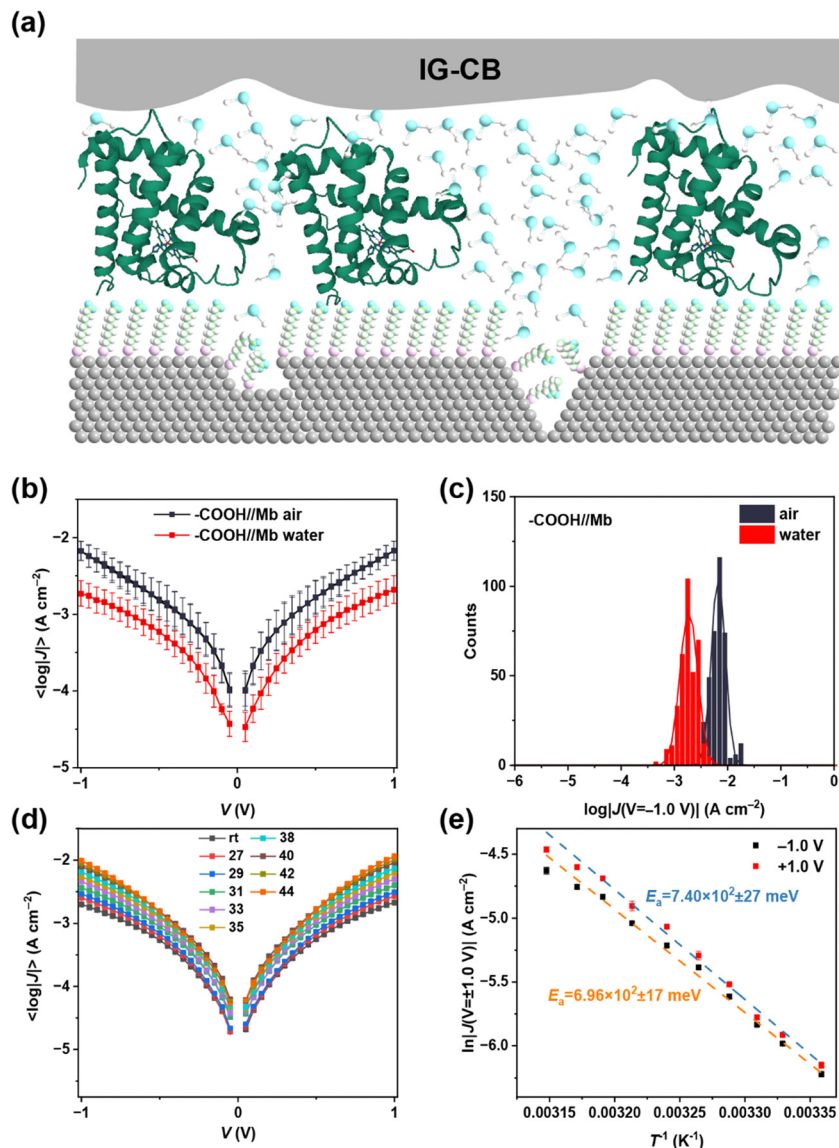 (a)
IG-CB
(b)
-COOH//Mb air
-COOH//Mb water
−2
−3
−4
−5
<log|J|> (A cm⁻²)
−1
0
1
V (V)
(c)
-COOH//Mb
air
water
150
100
50
0
Counts
−6
−5
−4
−3
−2
−1
0
log|J(V=−1.0 V)| (A cm⁻²)
(d)
rt
38
27
40
29
42
31
44
33
35
−2
−3
−4
−5
<log|J|> (A cm⁻²)
−1
0
1
V (V)
(e)
−1.0 V
+1.0 V
Eₐ=7.40×10²±27 meV
Eₐ=6.96×10²±17 meV
−4.5
−5.0
−5.5
−6.0
ln|J(V=±1.0 V)| (A cm⁻²)
0.00315
0.00320
0.00325
0.00330
0.00335
T⁻¹ (K⁻¹)